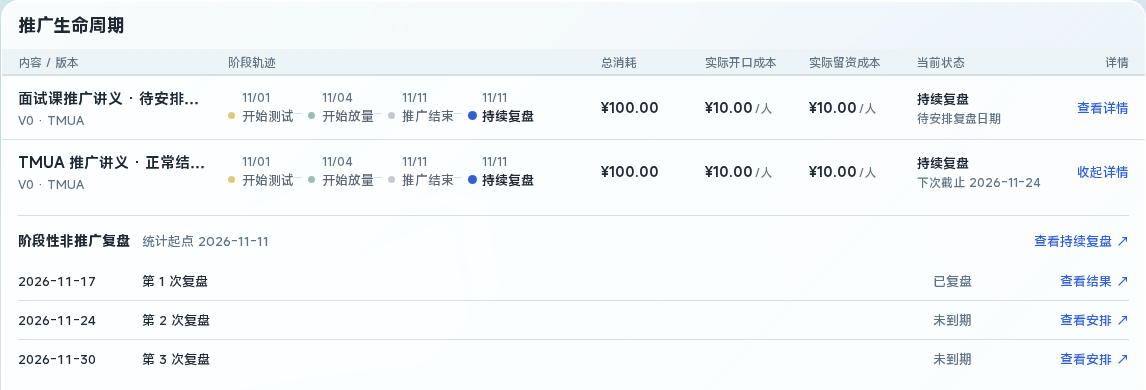 推广生命周期
内容 / 版本 阶段轨迹 总消耗 实际开口成本 实际留资成本 当前状态 详情
面试课推广讲义 · 待安排... 11/01 11/04 11/11 11/11 ¥100.00 ¥10.00 /人 ¥10.00 /人 持续复盘 查看详情
V0 · TMUA 开始测试 开始放量 推广结束 持续复盘 待安排复盘日期
TMUA 推广讲义 · 正常结... 11/01 11/04 11/11 11/11 ¥100.00 ¥10.00 /人 ¥10.00 /人 持续复盘 收起详情
V0 · TMUA 开始测试 开始放量 推广结束 持续复盘 下次截止 2026-11-24
阶段性非推广复盘 统计起点 2026-11-11 查看持续复盘 ↗
2026-11-17 第 1 次复盘 已复盘 查看结果 ↗
2026-11-24 第 2 次复盘 未到期 查看安排 ↗
2026-11-30 第 3 次复盘 未到期 查看安排 ↗